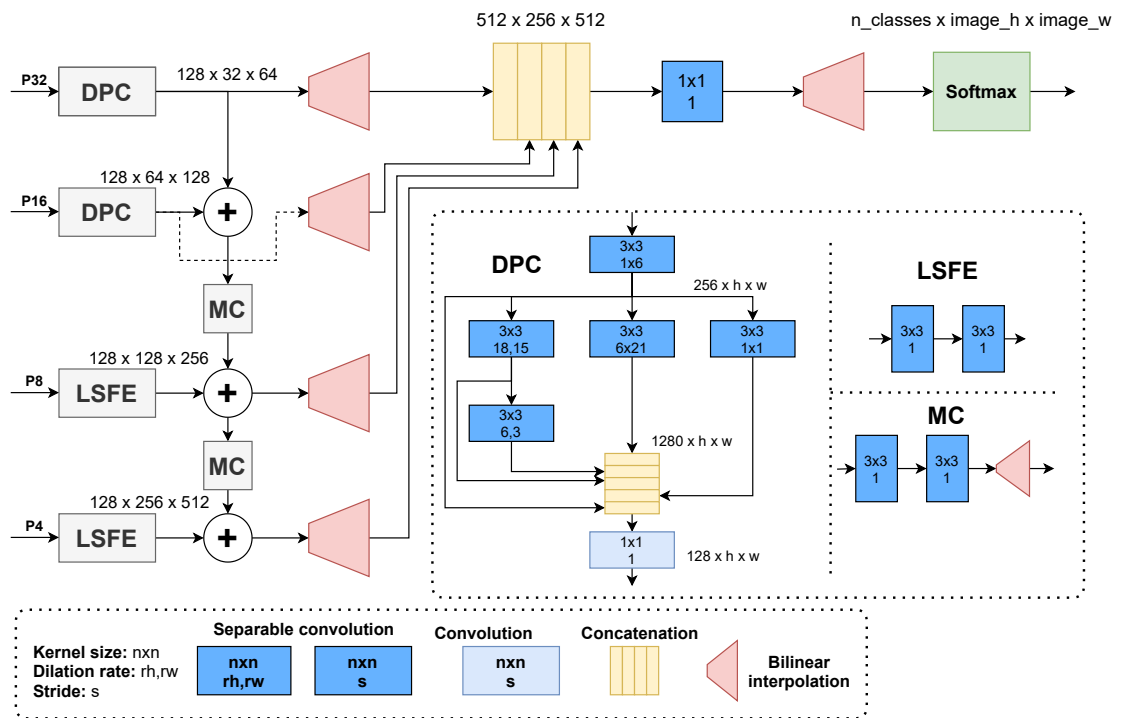 512 x 256 x 512
n_classes x image_h x image_w
P32
DPC
128 x 32 x 64
1x1
1
Softmax
P16
DPC
128 x 64 x 128
+
MC
P8
LSFE
128 x 128 x 256
+
MC
P4
LSFE
128 x 256 x 512
+
DPC
3x3
1x6
256 x h x w
3x3
18,15
3x3
6x21
3x3
1x1
3x3
6,3
1280 x h x w
1x1
1
128 x h x w
LSFE
3x3
1
3x3
1
MC
3x3
1
3x3
1
Kernel size: nxn
Dilation rate: rh,rw
Stride: s
Separable convolution
nxn
rh,rw
nxn
s
Convolution
nxn
s
Concatenation
Bilinear
interpolation